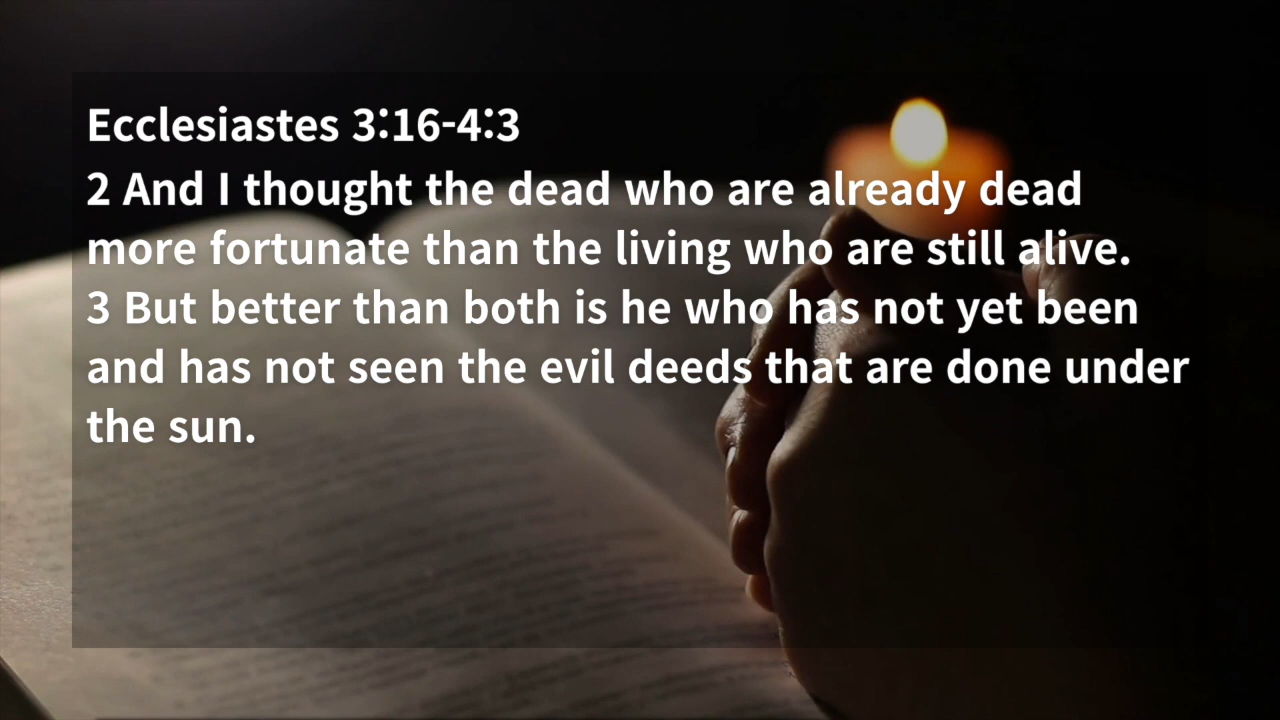 Ecclesiastes 3:16-4:3
2 And I thought the dead who are already dead
more fortunate than the living who are still alive.
3 But better than both is he who has not yet been
and has not seen the evil deeds that are done under
the sun.